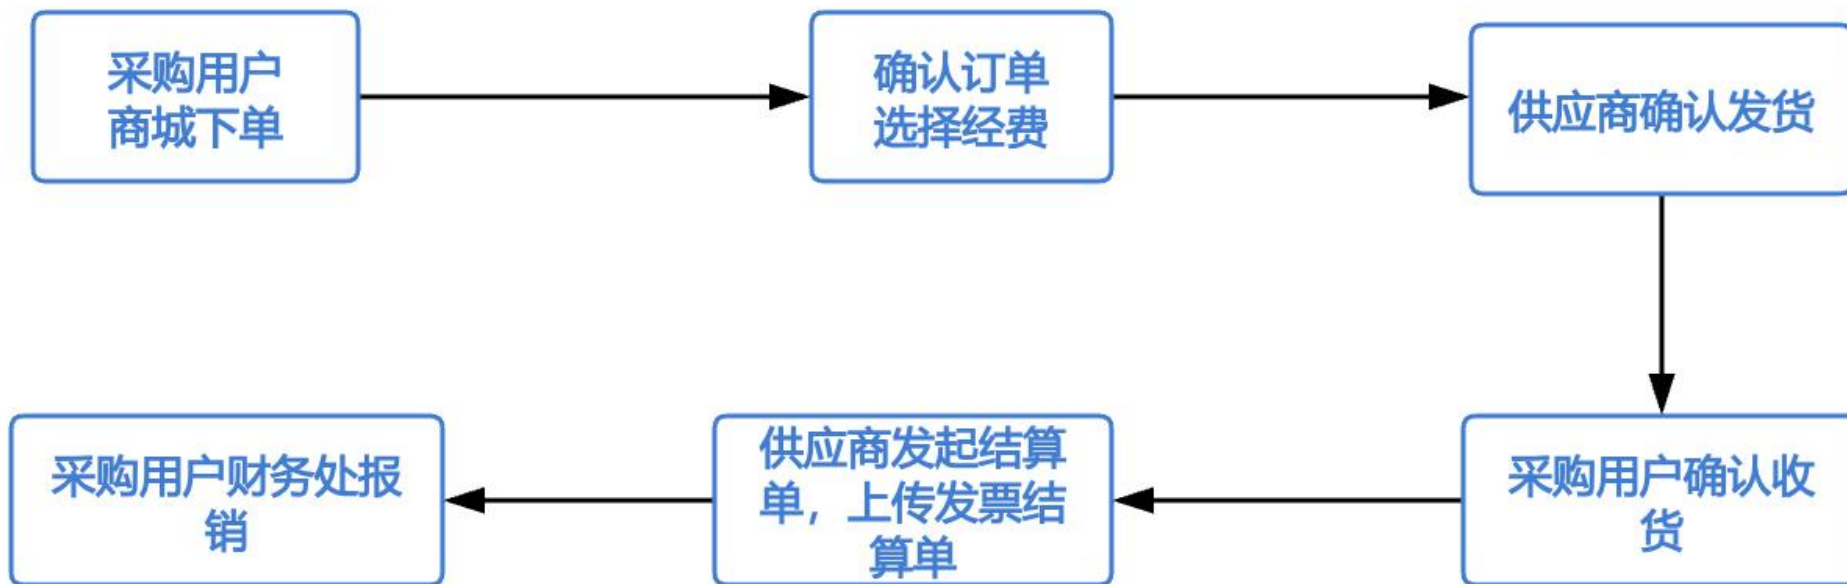 采购用户
商城下单
确认订单
选择经费
供应商确认发货
采购用户确认收
货
供应商发起结算
单，上传发票结
算单
采购用户财务处报
销